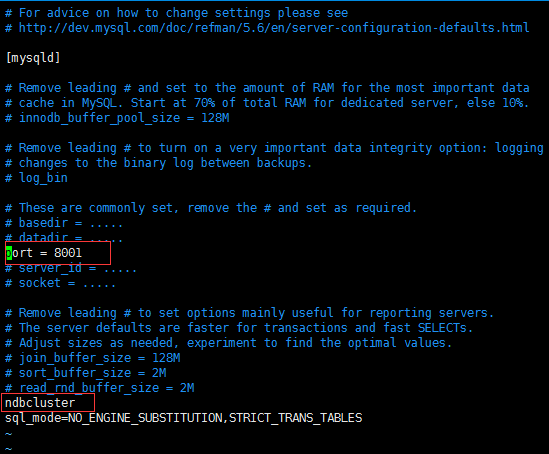 # For advice on how to change settings please see
# http://dev.mysql.com/doc/refman/5.6/en/server-configuration-defaults.html
[mysqld]
# Remove leading # and set to the amount of RAM for the most important data
# cache in MySQL. Start at 70% of total RAM for dedicated server, else 10%.
# innodb_buffer_pool_size = 128M
# Remove leading # to turn on a very important data integrity option: logging
# changes to the binary log between backups.
# log_bin
# These are commonly set, remove the # and set as required.
# basedir = .....
# datadir = .....
port = 8001
# server_id = .....
# socket = .....
# Remove leading # to set options mainly useful for reporting servers.
# The server defaults are faster for transactions and fast SELECTs.
# Adjust sizes as needed, experiment to find the optimal values.
# join_buffer_size = 128M
# sort_buffer_size = 2M
# read_rnd_buffer_size = 2M
ndbcluster
sql_mode=NO_ENGINE_SUBSTITUTION,STRICT_TRANS_TABLES
~
~